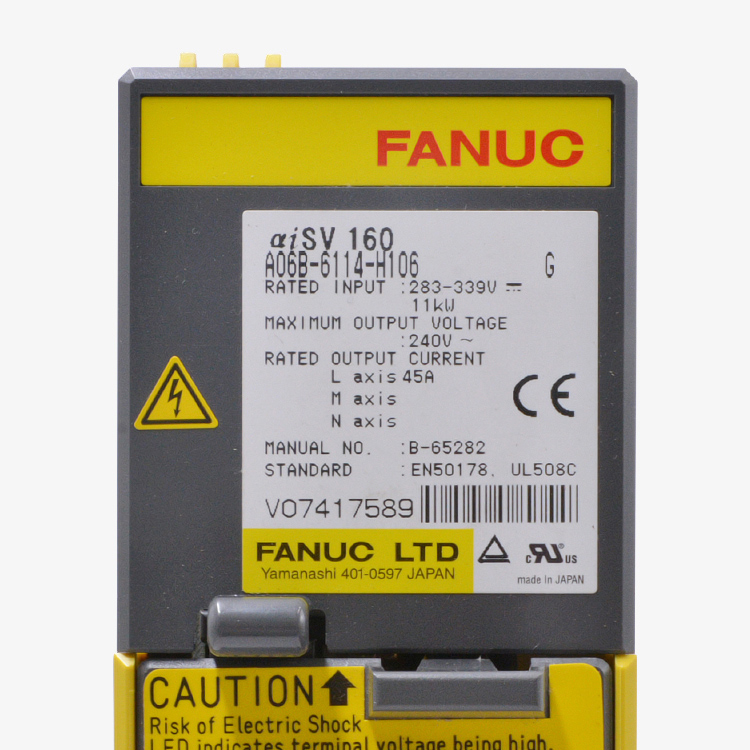 FANUC
αiSV 160
A06B-6114-H106 G
RATED INPUT :283-339V ⎓
11kW
MAXIMUM OUTPUT VOLTAGE
:240V ~
RATED OUTPUT CURRENT
L axis 45A
M axis
N axis
CE
MANUAL NO. :B-65282
STANDARD :EN50178, UL508C
V07417589
FANUC LTD
Yamanashi 401-0597 JAPAN
c RU US
made in JAPAN
CAUTION
Risk of Electric Shock
LED indicates terminal voltage being high.